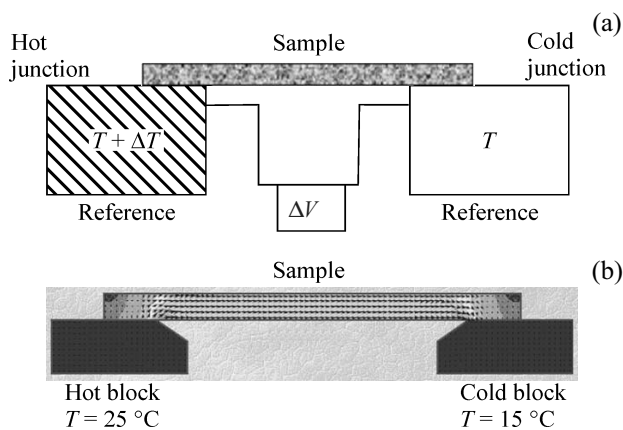 (a)
Hot
junction
Sample
Cold
junction
T + ΔT
T
Reference
ΔV
Reference
Sample
(b)
Hot block
T = 25 °C
Cold block
T = 15 °C